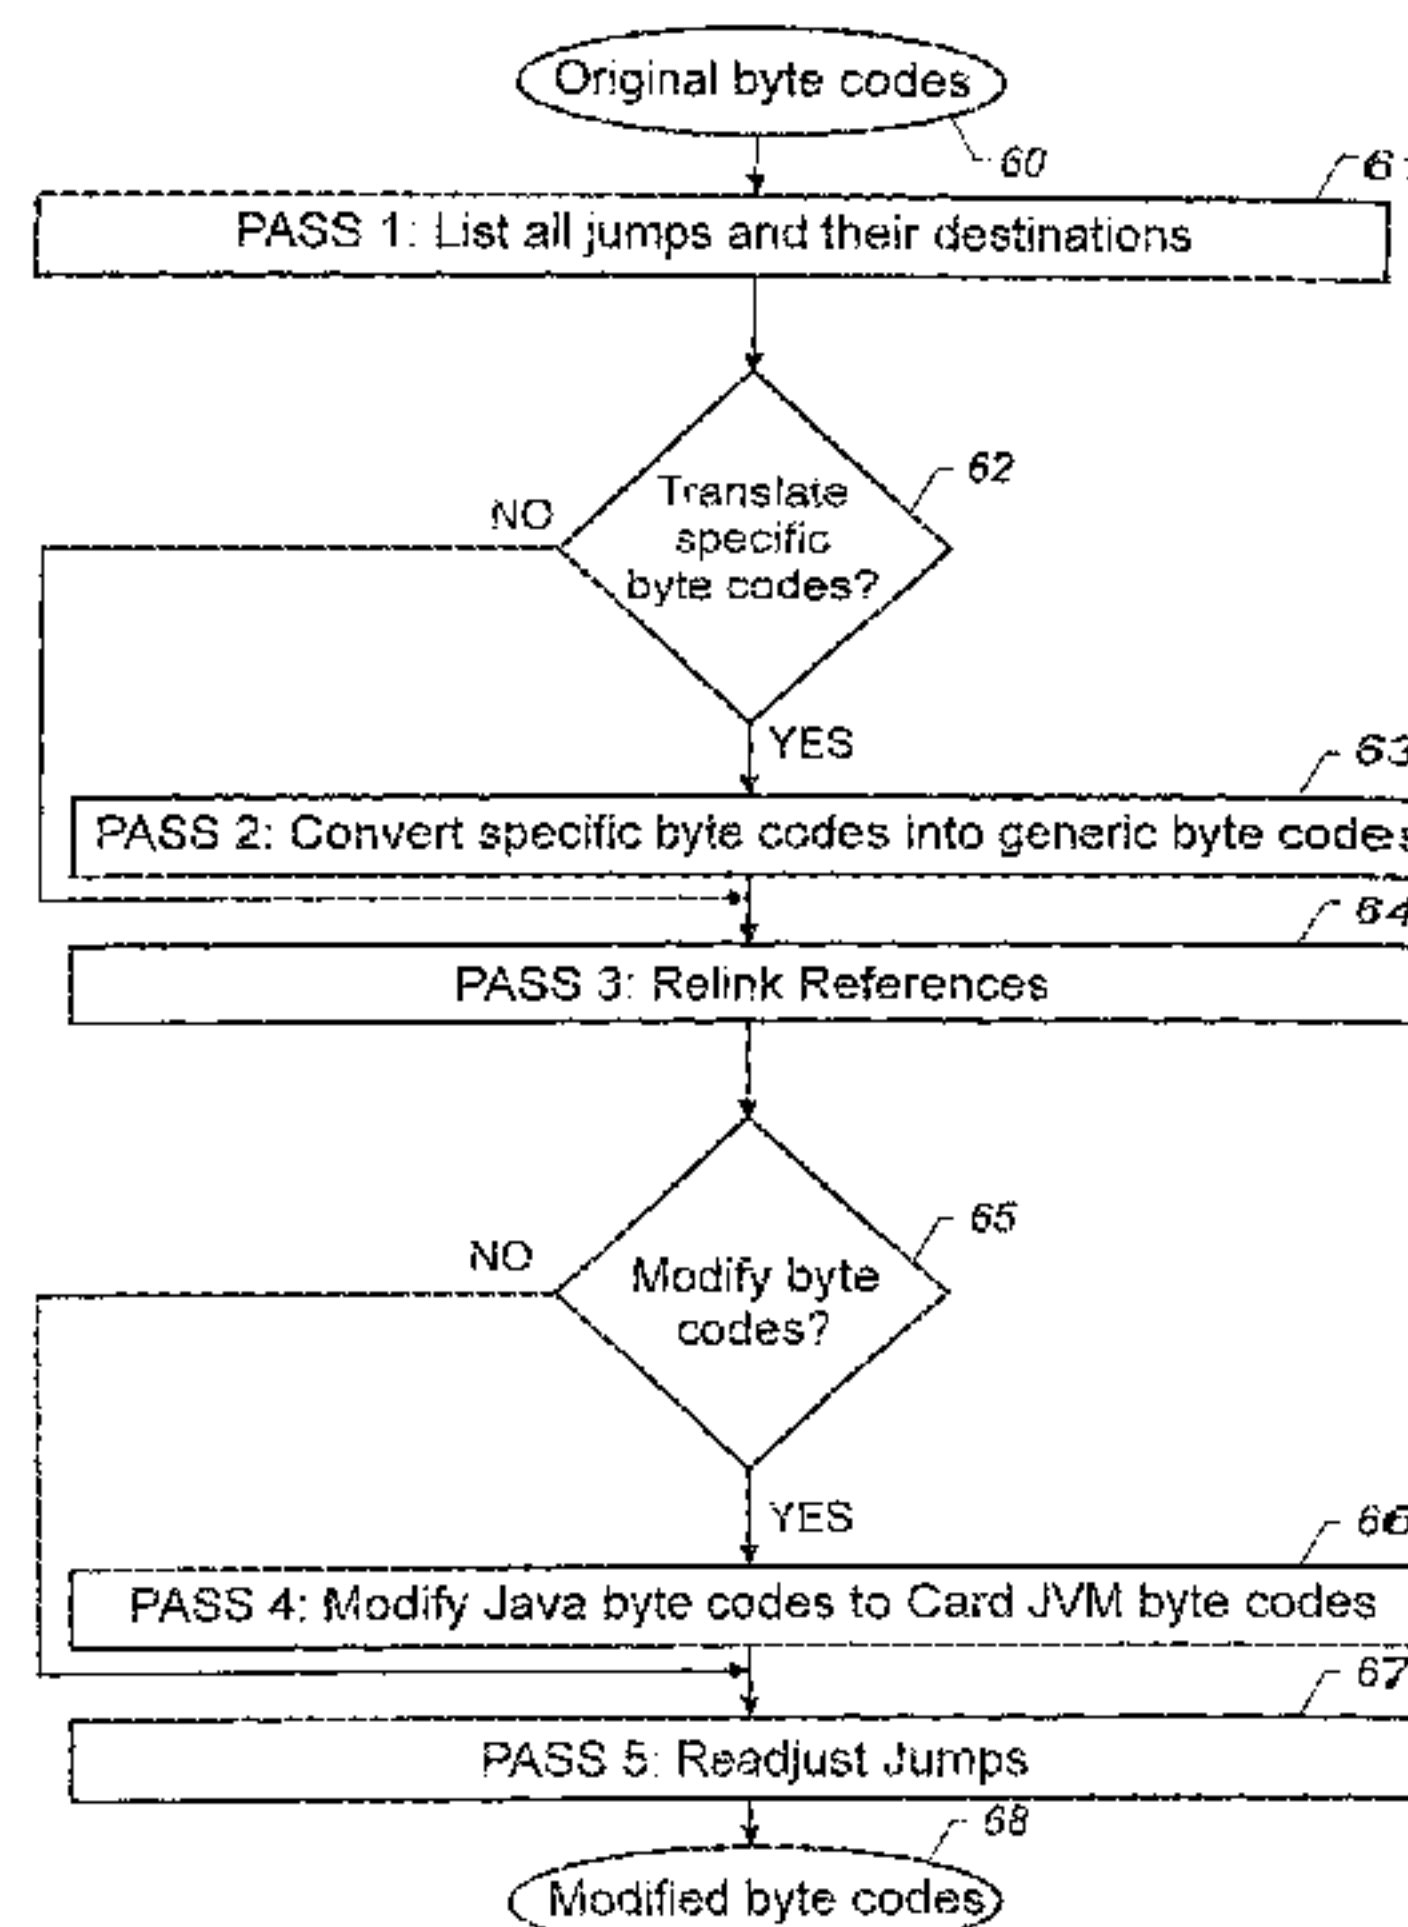 Original byte codes
60
PASS 1: List all jumps and their destinations
62
Translate
specific
byte codes?
NO
YES
63
PASS 2: Convert specific byte codes into generic byte codes
64
PASS 3: Relink References
65
Modify byte
codes?
NO
YES
66
PASS 4: Modify Java byte codes to Card JVM byte codes
67
PASS 5: Readjust Jumps
68
Modified byte codes